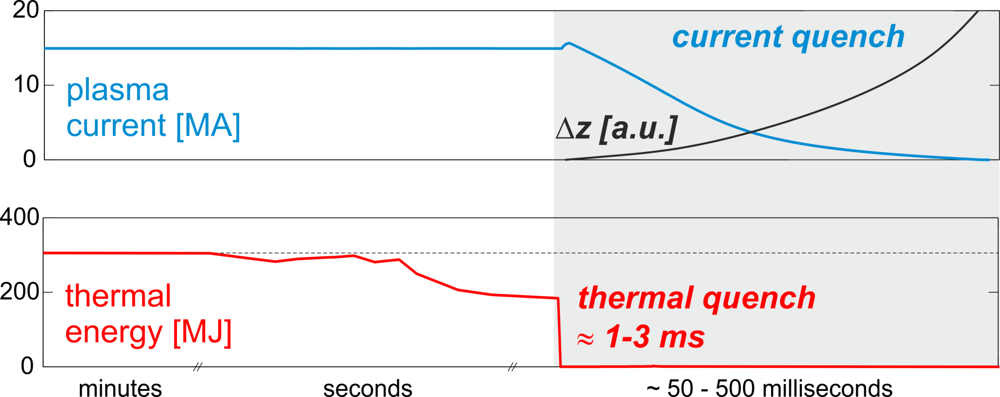 20
10
0
plasma
current [MA]
current quench
Δz [a.u.]
400
200
0
thermal
energy [MJ]
thermal quench
≈ 1-3 ms
minutes
seconds
~ 50 - 500 milliseconds